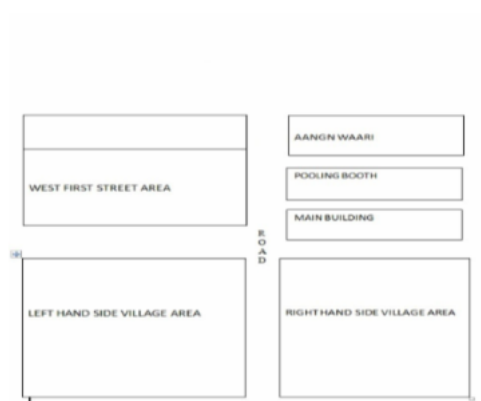 AANGN WAARI
WEST FIRST STREET AREA
POOLING BOOTH
MAIN BUILDING
ROAD
LEFT HAND SIDE VILLAGE AREA
RIGHT HAND SIDE VILLAGE AREA